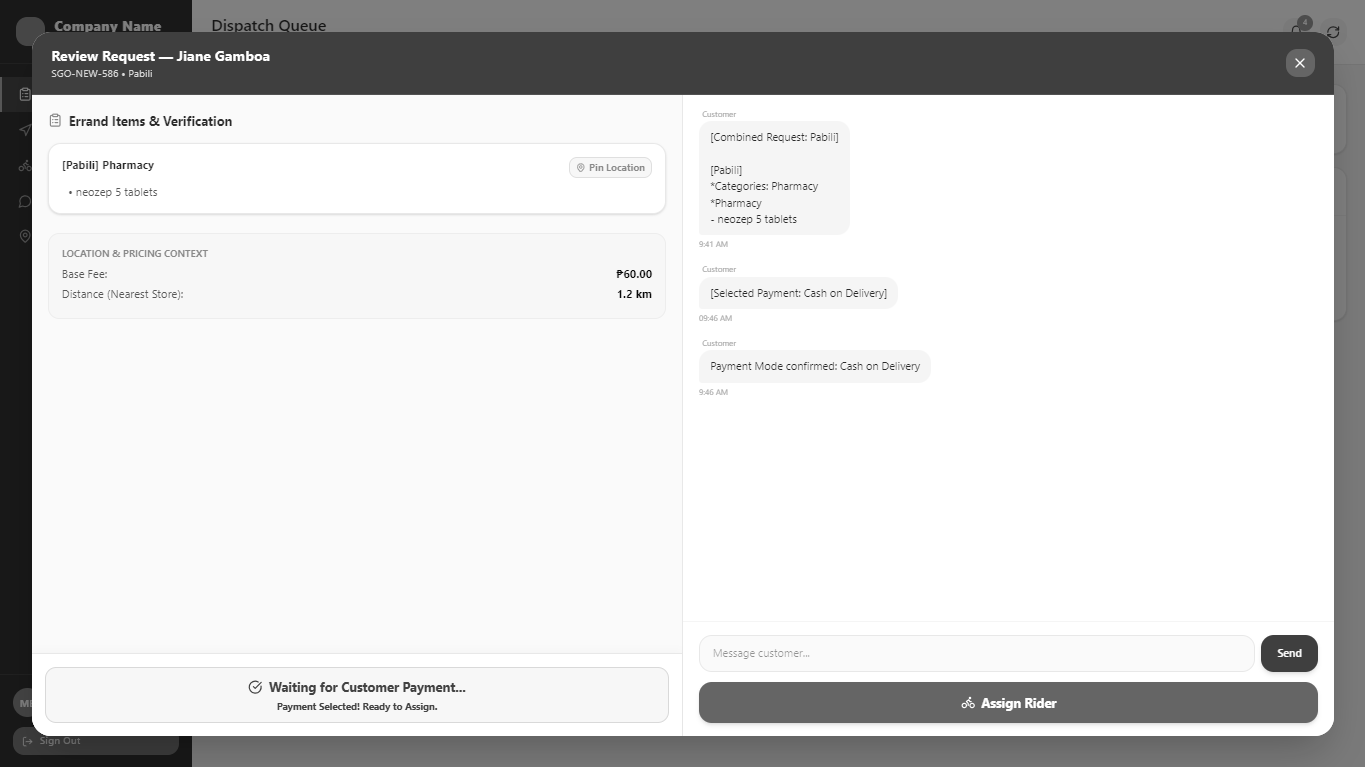 Company Name
Dispatch Queue
4
Review Request — Jiane Gamboa
SGO-NEW-586 • Pabili
Errand Items & Verification
[Pabili] Pharmacy
Pin Location
• neozep 5 tablets
LOCATION & PRICING CONTEXT
Base Fee:
₱60.00
Distance (Nearest Store):
1.2 km
Waiting for Customer Payment...
Payment Selected! Ready to Assign.
Customer
[Combined Request: Pabili]
[Pabili]
*Categories: Pharmacy
*Pharmacy
- neozep 5 tablets
9:41 AM
Customer
[Selected Payment: Cash on Delivery]
09:46 AM
Customer
Payment Mode confirmed: Cash on Delivery
9:46 AM
Message customer...
Send
Assign Rider
Sign Out